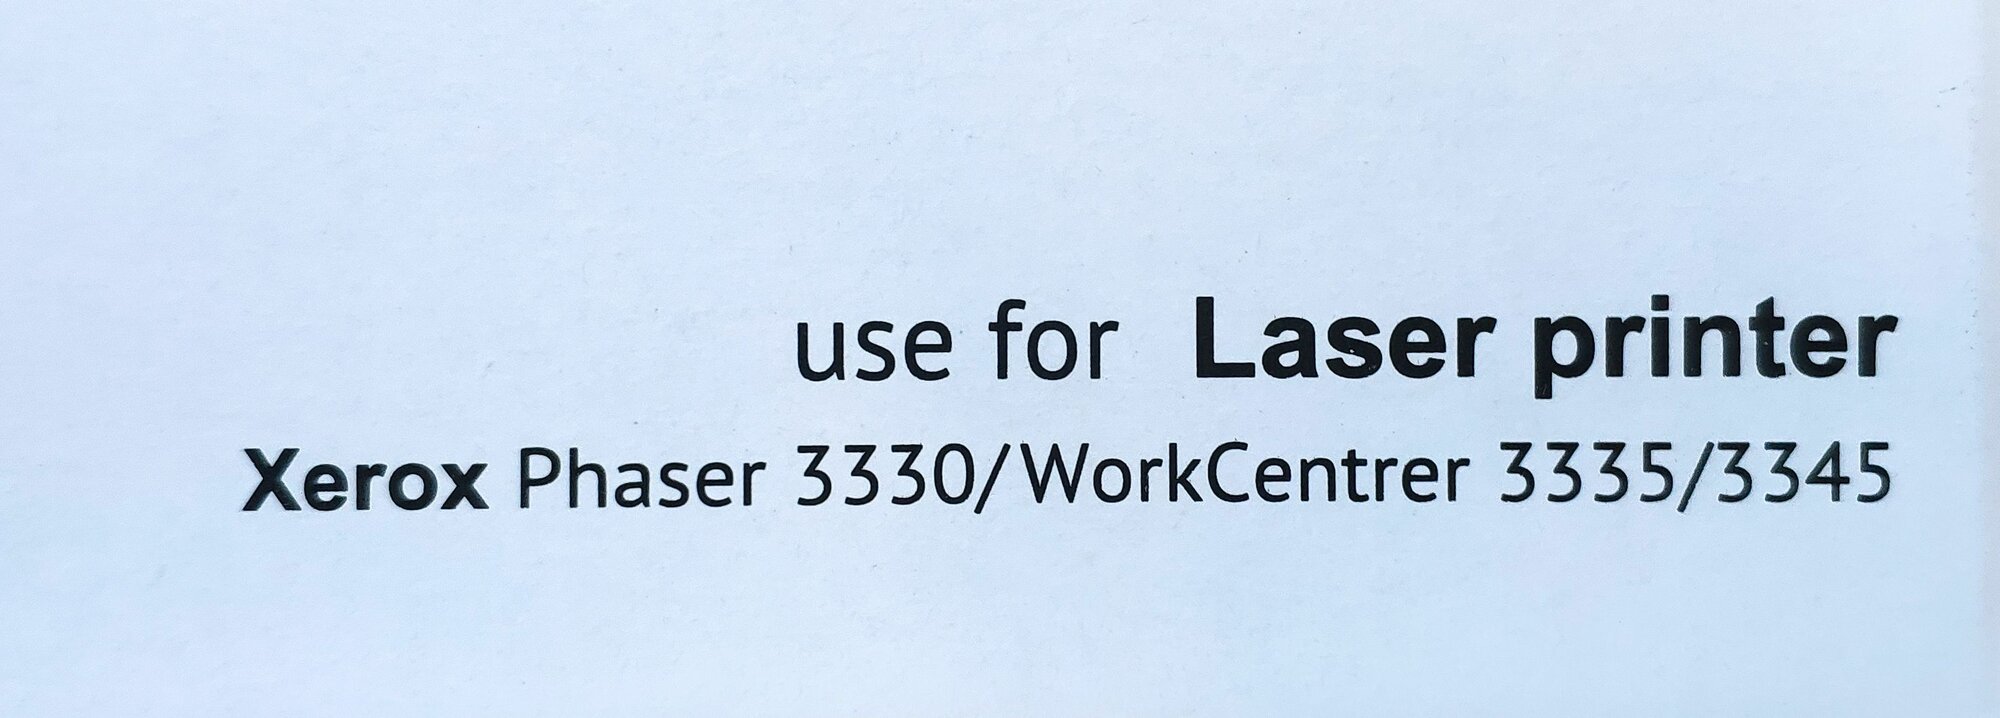 use for Laser printer
Xerox Phaser 3330/WorkCentrer 3335/3345